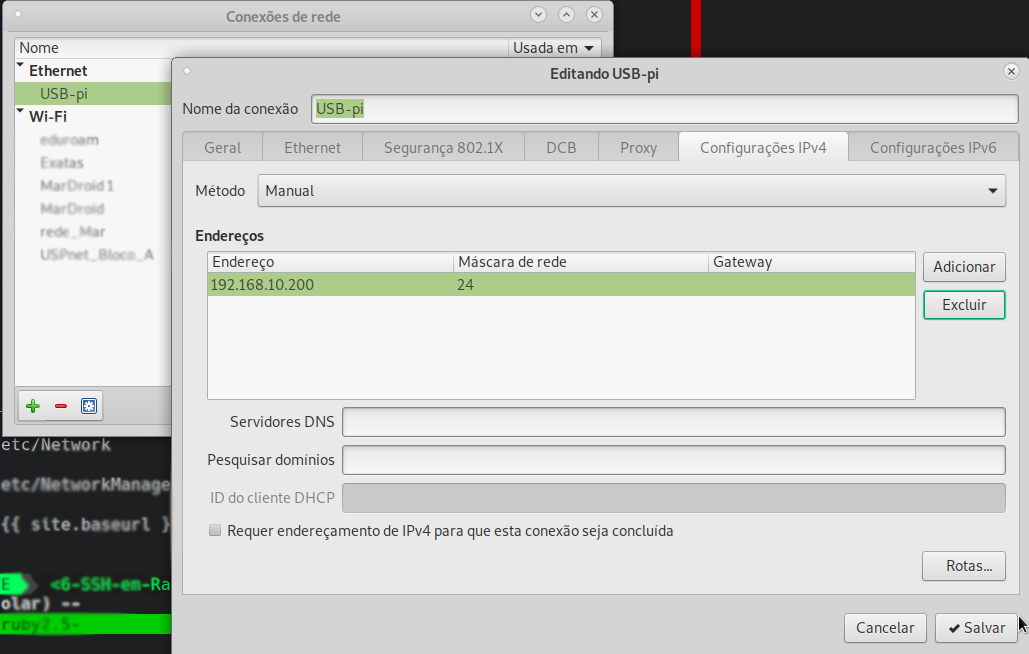 Conexões de rede
Nome Usada em
Ethernet
USB-pi
Wi-Fi
eduroam
Exatas
MarDroid1
MarDroid
rede_Mar
USPnet_Bloco_A
Editando USB-pi
Nome da conexão USB-pi
Geral Ethernet Segurança 802.1X DCB Proxy Configurações IPv4 Configurações IPv6
Método Manual
Endereços
Endereço Máscara de rede Gateway
192.168.10.200 24
Adicionar
Excluir
Servidores DNS
Pesquisar domínios
ID do cliente DHCP
Requer endereçamento de IPv4 para que esta conexão seja concluída
Rotas...
Cancelar Salvar
etc/Network
etc/NetworkManage
{{ site.baseurl }
E <6-SSH-em-Ra
olar) --
ruby2.5-